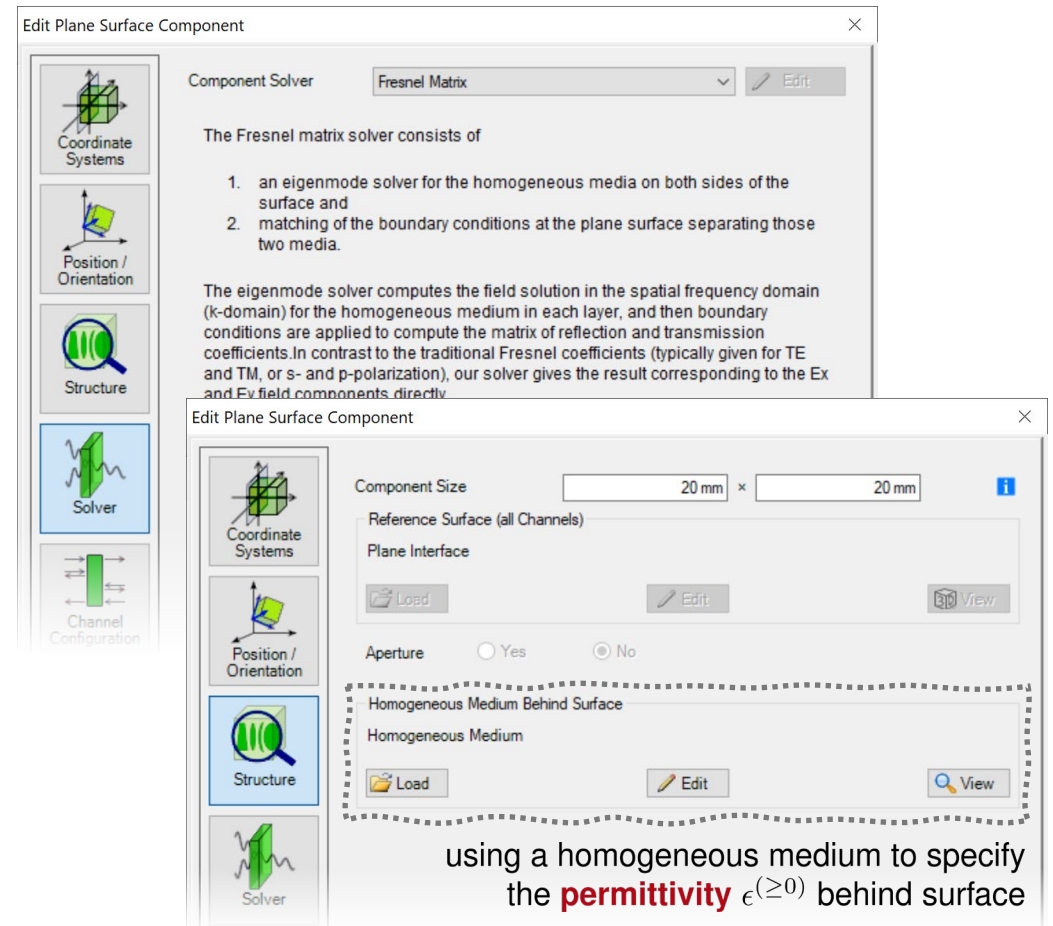 Edit Plane Surface Component
Coordinate
Systems
Position /
Orientation
Structure
Solver
Channel
Configuration
Component Solver
Fresnel Matrix
Edit
The Fresnel matrix solver consists of
1. an eigenmode solver for the homogeneous media on both sides of the
surface and
2. matching of the boundary conditions at the plane surface separating those
two media.
The eigenmode solver computes the field solution in the spatial frequency domain
(k-domain) for the homogeneous medium in each layer, and then boundary
conditions are applied to compute the matrix of reflection and transmission
coefficients.In contrast to the traditional Fresnel coefficients (typically given for TE
and TM, or s- and p-polarization), our solver gives the result corresponding to the Ex
and Ey field components directly
Edit Plane Surface Component
Coordinate
Systems
Position /
Orientation
Structure
Solver
Component Size 20 mm × 20 mm
Reference Surface (all Channels)
Plane Interface
Load Edit 3D View
Aperture Yes No
Homogeneous Medium Behind Surface
Homogeneous Medium
Load Edit View
using a homogeneous medium to specify
the permittivity ϵ^(≥0) behind surface